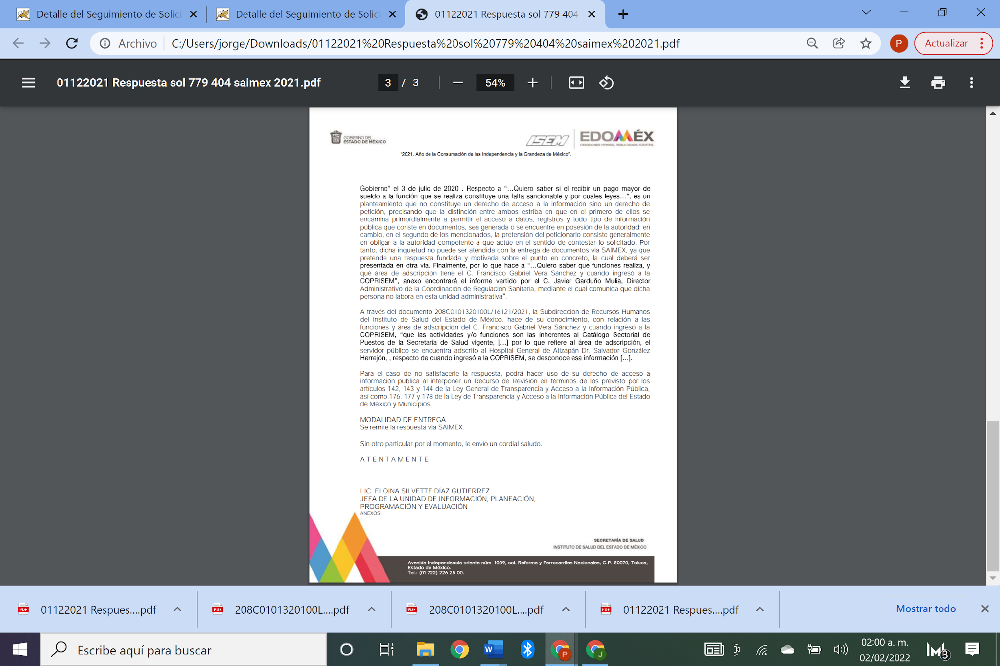 Detalle del Seguimiento de Solici
Detalle del Seguimiento de Solici
01122021 Respuesta sol 779 404
Archivo
C:/Users/jorge/Downloads/01122021%20Respuesta%20sol%20779%20404%20saimex%202021.pdf
P
Actualizar
01122021 Respuesta sol 779 404 saimex 2021.pdf
3 / 3
54%
GOBIERNO DEL
ESTADO DE MÉXICO
ISEM
EDOMÉX
DECISIONES FIRMES, RESULTADOS FUERTES.
“2021. Año de la Consumación de las Independencia y la Grandeza de México”.
Gobierno” el 3 de julio de 2020 . Respecto a “…Quiero saber si el recibir un pago mayor de
sueldo a la función que se realiza constituye una falta sancionable y por cuales leyes…”, es un
planteamiento que no constituye un derecho de acceso a la información sino un derecho de
petición, precisando que la distinción entre ambos estriba en que en el primero de ellos se
encamina primordialmente a permitir el acceso a datos, registros y todo tipo de información
pública que conste en documentos, sea generada o se encuentre en posesión de la autoridad; en
cambio, en el segundo de los mencionados, la pretensión del peticionario consiste generalmente
en obligar a la autoridad competente a que actúe en el sentido de contestar lo solicitado. Por
tanto, dicha inquietud no puede ser atendida con la entrega de documentos vía SAIMEX, ya que
pretende una respuesta fundada y motivada sobre el punto en concreto, la cual deberá ser
presentada en otra vía. Finalmente, por lo que hace a “…Quiero saber que funciones realiza, y
qué área de adscripción tiene el C. Francisco Gabriel Vera Sánchez y cuando ingresó a la
COPRISEM”, anexo encontrará el informe vertido por el C. Javier Garduño Mulia, Director
Administrativo de la Coordinación de Regulación Sanitaria, mediante el cual comunica que dicha
persona no labora en esta unidad administrativa”.
A través del documento 208C0101320100L/16121/2021, la Subdirección de Recursos Humanos
del Instituto de Salud del Estado de México, hace de su conocimiento, con relación a las
funciones y área de adscripción del C. Francisco Gabriel Vera Sánchez y cuando ingresó a la
COPRISEM, “que las actividades y/o funciones son las inherentes al Catálogo Sectorial de
Puestos de la Secretaría de Salud vigente, […] por lo que refiere al área de adscripción, el
servidor público se encuentra adscrito al Hospital General de Atizapán Dr. Salvador González
Herrejón, , respecto de cuando ingresó a la COPRISEM, se desconoce esa información […].
Para el caso de no satisfacerle la respuesta, podrá hacer uso de su derecho de acceso a
información pública al interponer un Recurso de Revisión en términos de los previsto por los
artículos 142, 143 y 144 de la Ley General de Transparencia y Acceso a la Información Pública,
así como 176, 177 y 178 de la Ley de Transparencia y Acceso a la Información Pública del Estado
de México y Municipios.
MODALIDAD DE ENTREGA
Se remite la respuesta vía SAIMEX.
Sin otro particular por el momento, le envío un cordial saludo.
A T E N T A M E N T E
LIC. ELOINA SILVETTE DÍAZ GUTIERREZ
JEFA DE LA UNIDAD DE INFORMACIÓN, PLANEACIÓN,
PROGRAMACIÓN Y EVALUACIÓN
ANEXOS:
SECRETARÍA DE SALUD
INSTITUTO DE SALUD DEL ESTADO DE MÉXICO
Avenida Independencia oriente núm. 1009, col. Reforma y Ferrocarriles Nacionales, C.P. 50070, Toluca,
Estado de México.
Tel.: (01 722) 226 25 00.
PDF 01122021 Respues....pdf
PDF 208C0101320100L....pdf
PDF 208C0101320100L....pdf
PDF 01122021 Respues....pdf
Mostrar todo
Escribe aquí para buscar
W
P
J
02:00 a. m.
02/02/2022
3